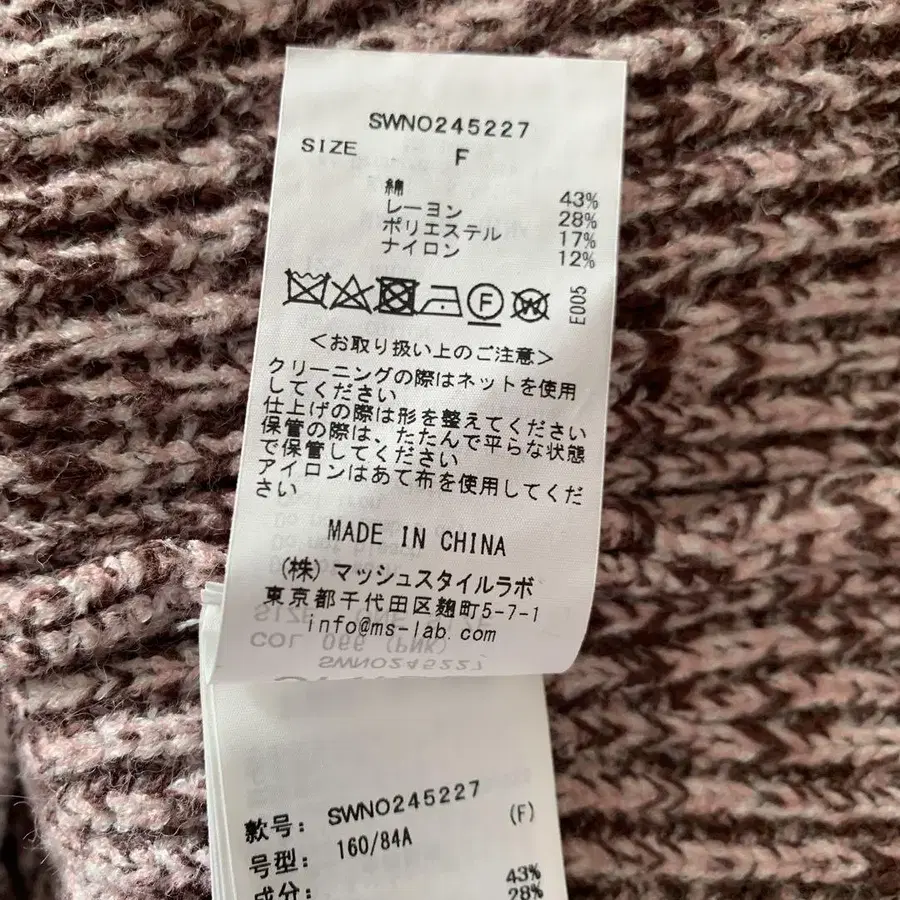 SWNO245227
SIZE F
綿 43%
レーヨン 28%
ポリエステル 17%
ナイロン 12%
F W E005
<お取り扱い上のご注意>
クリーニングの際はネットを使用
してください
仕上げの際は形を整えてください
保管の際は、たたんで平らな状態
で保管してください
アイロンはあて布を使用してくだ
さい
MADE IN CHINA
(株)マッシュスタイルラボ
東京都千代田区麹町5-7-1
info@ms-lab.com
SIZE
COL 066 (PNK)
SWNO245227
款号: SWNO245227 (F)
号型: 160/84A
成分: 43%
28%